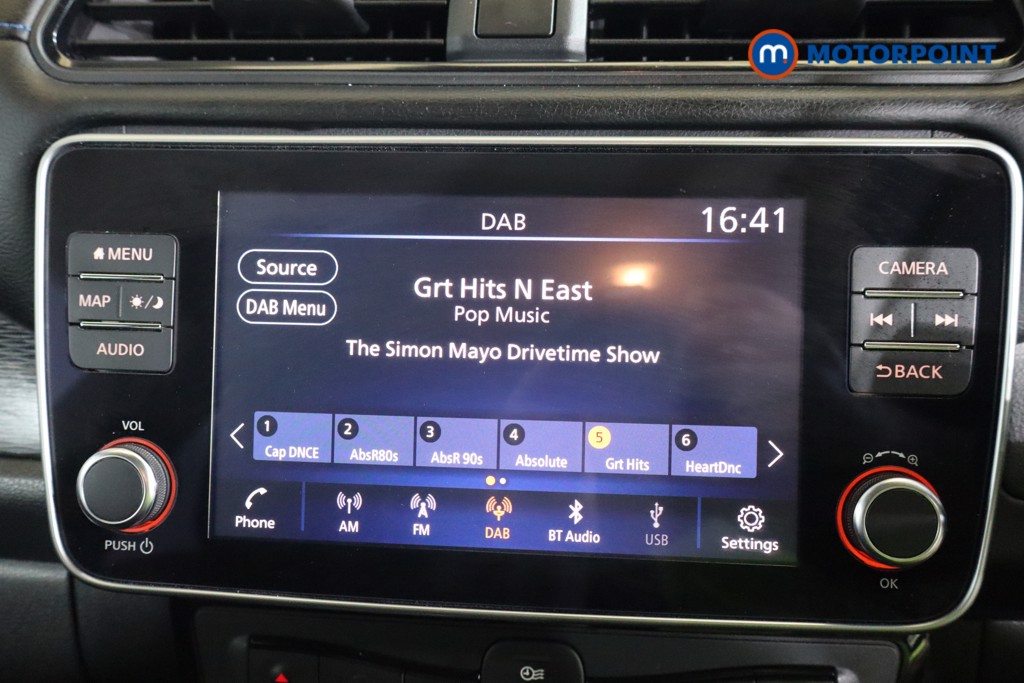 m MOTORPOINT
DAB 16:41
MENU
MAP
AUDIO
VOL
PUSH
Source
DAB Menu
Grt Hits N East
Pop Music
The Simon Mayo Drivetime Show
1 Cap DNCE
2 AbsR80s
3 AbsR 90s
4 Absolute
5 Grt Hits
6 HeartDnc
Phone
AM
FM
DAB
BT Audio
USB
Settings
CAMERA
BACK
OK